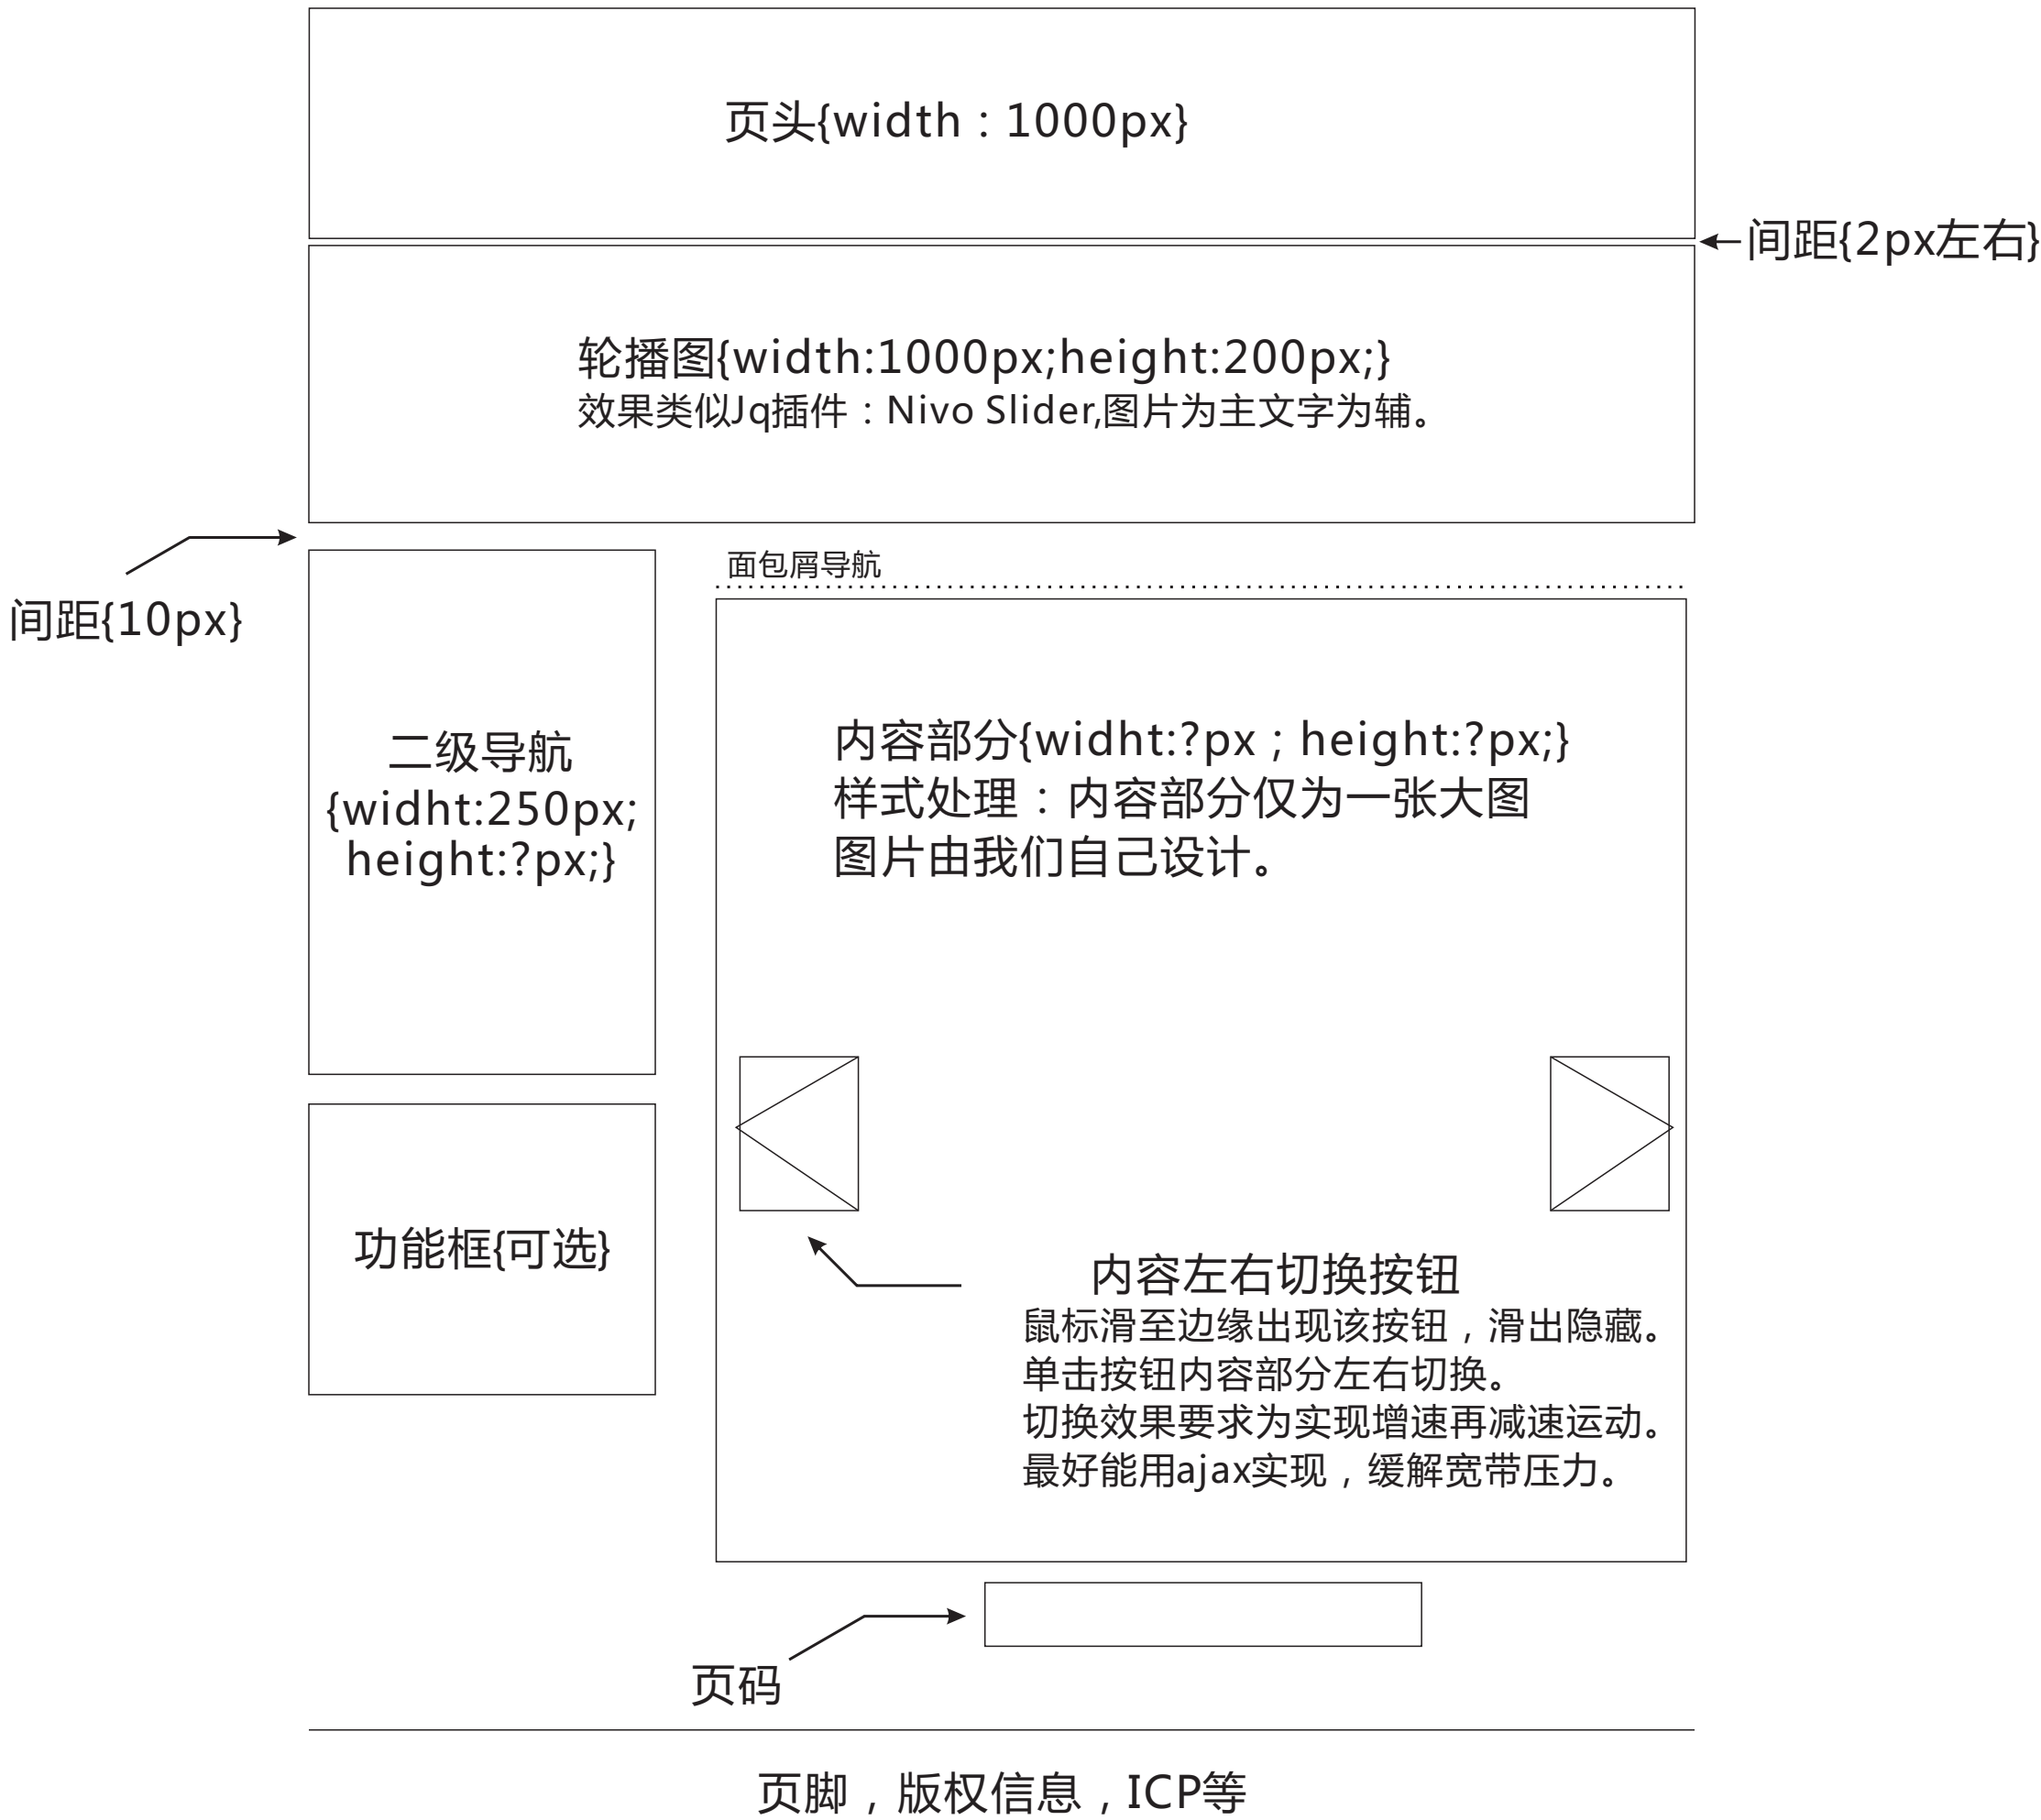 页头{width：1000px}
间距{2px左右}
轮播图{width:1000px;height:200px;}
效果类似Jq插件：Nivo Slider,图片为主文字为辅。
间距{10px}
面包屑导航
二级导航
{widht:250px;
height:?px;}
内容部分{widht:?px；height:?px;}
样式处理：内容部分仅为一张大图
图片由我们自己设计。
功能框{可选}
内容左右切换按钮
鼠标滑至边缘出现该按钮，滑出隐藏。
单击按钮内容部分左右切换。
切换效果要求为实现增速再减速运动。
最好能用ajax实现，缓解宽带压力。
页码
页脚，版权信息，ICP等